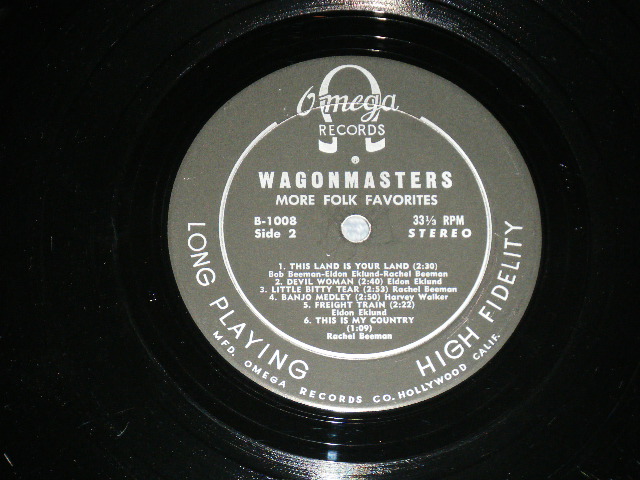 Omega
RECORDS
®
WAGONMASTERS
MORE FOLK FAVORITES
B-1008 33⅓ RPM
Side 2 STEREO
1. THIS LAND IS YOUR LAND (2:30)
Bob Beeman-Eldon Eklund-Rachel Beeman
2. DEVIL WOMAN (2:40) Eldon Eklund
3. LITTLE BITTY TEAR (2:53) Rachel Beeman
4. BANJO MEDLEY (2:50) Harvey Walker
5. FREIGHT TRAIN (2:22)
Eldon Eklund
6. THIS IS MY COUNTRY
(1:09)
Rachel Beeman
LONG PLAYING HIGH FIDELITY
MFD. OMEGA RECORDS CO. HOLLYWOOD CALIF.